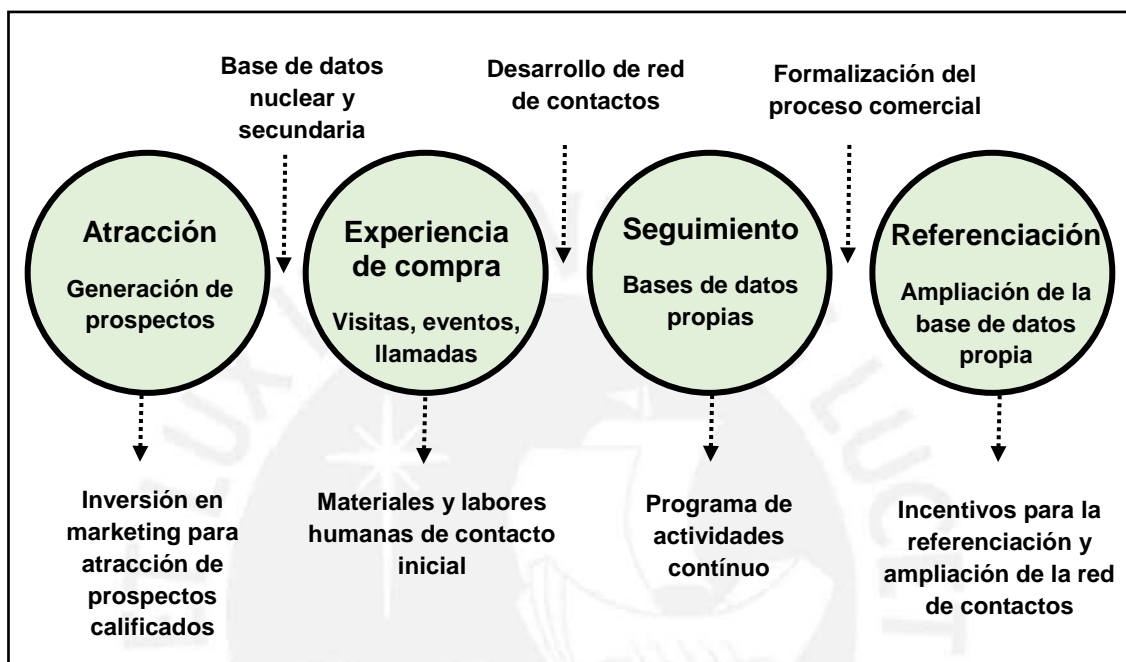 Base de datos
nuclear y
secundaria
Desarrollo de red
de contactos
Formalización del
proceso comercial
Atracción
Generación de
prospectos
Experiencia
de compra
Visitas, eventos,
llamadas
Seguimiento
Bases de datos
propias
Referenciación
Ampliación de la
base de datos
propia
Inversión en
marketing para
atracción de
prospectos
calificados
Materiales y labores
humanas de contacto
inicial
Programa de
actividades
contínuo
Incentivos para la
referenciación y
ampliación de la red
de contactos